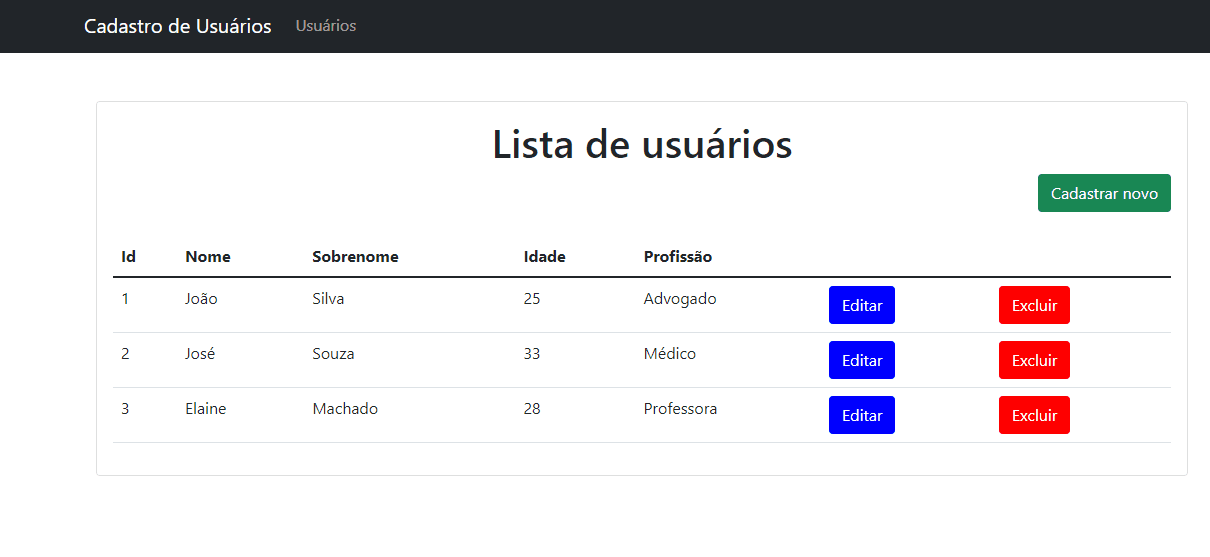 Cadastro de Usuários Usuários
Lista de usuários
Cadastrar novo
Id Nome Sobrenome Idade Profissão
1 João Silva 25 Advogado Editar Excluir
2 José Souza 33 Médico Editar Excluir
3 Elaine Machado 28 Professora Editar Excluir